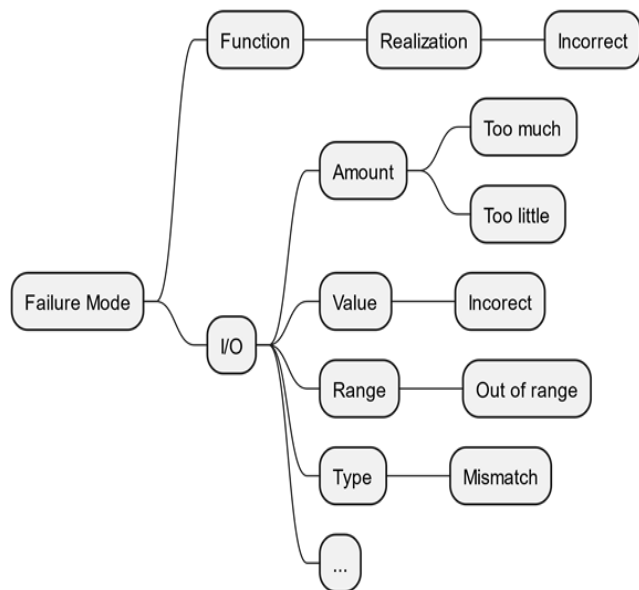 Function
Realization
Incorrect
Too much
Amount
Too little
Failure Mode
Value
Incorect
I/O
Range
Out of range
Type
Mismatch
...